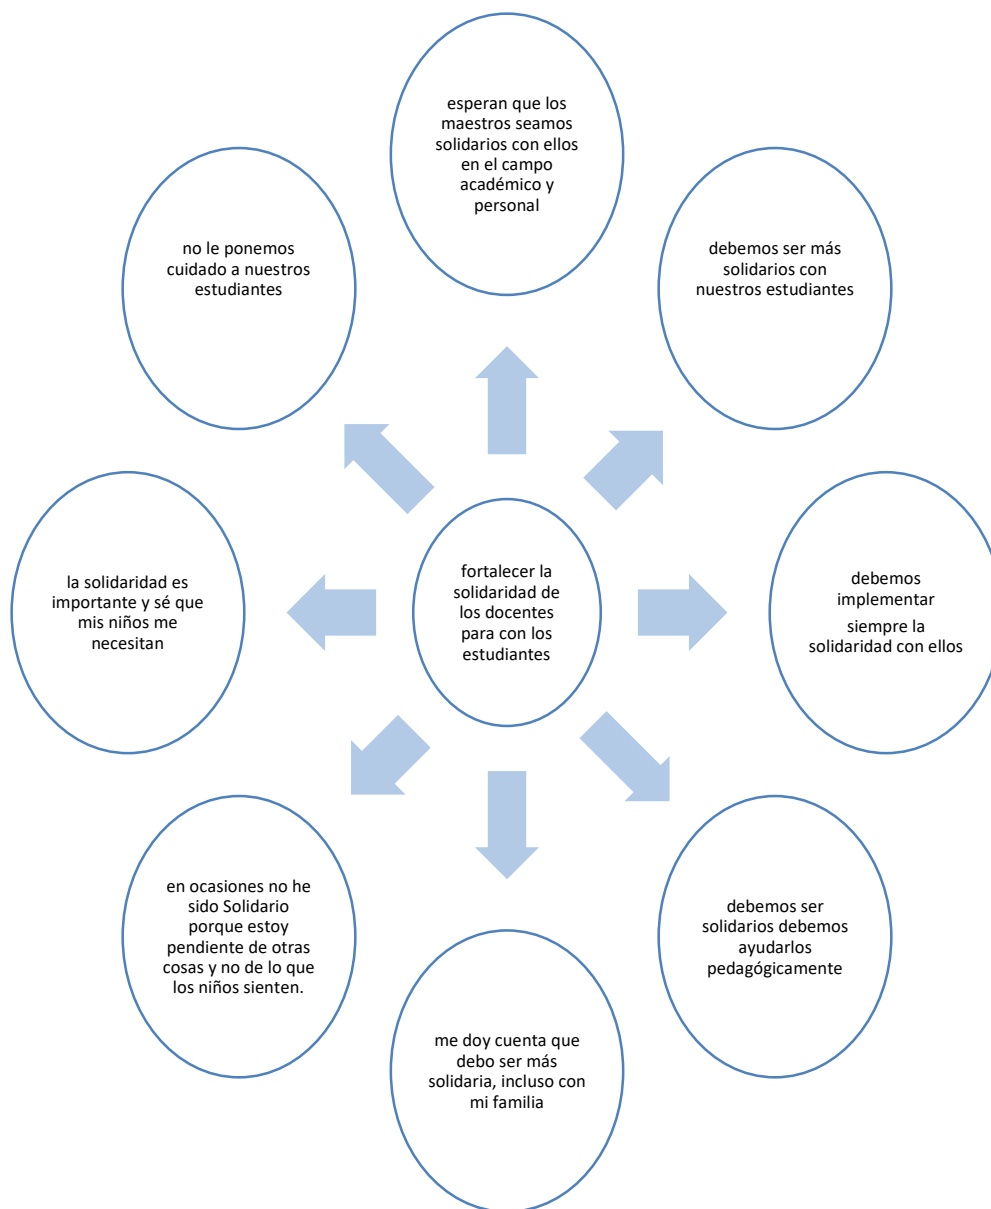 esperan que los
maestros seamos
solidarios con ellos
en el campo
académico y
personal
debemos ser más
solidarios con
nuestros estudiantes
debemos
implementar
siempre la
solidaridad con ellos
debemos ser
solidarios debemos
ayudarlos
pedagógicamente
me doy cuenta que
debo ser más
solidaria, incluso con
mi familia
en ocasiones no he
sido Solidario
porque estoy
pendiente de otras
cosas y no de lo que
los niños sienten.
la solidaridad es
importante y sé que
mis niños me
necesitan
no le ponemos
cuidado a nuestros
estudiantes
fortalecer la
solidaridad de
los docentes
para con los
estudiantes